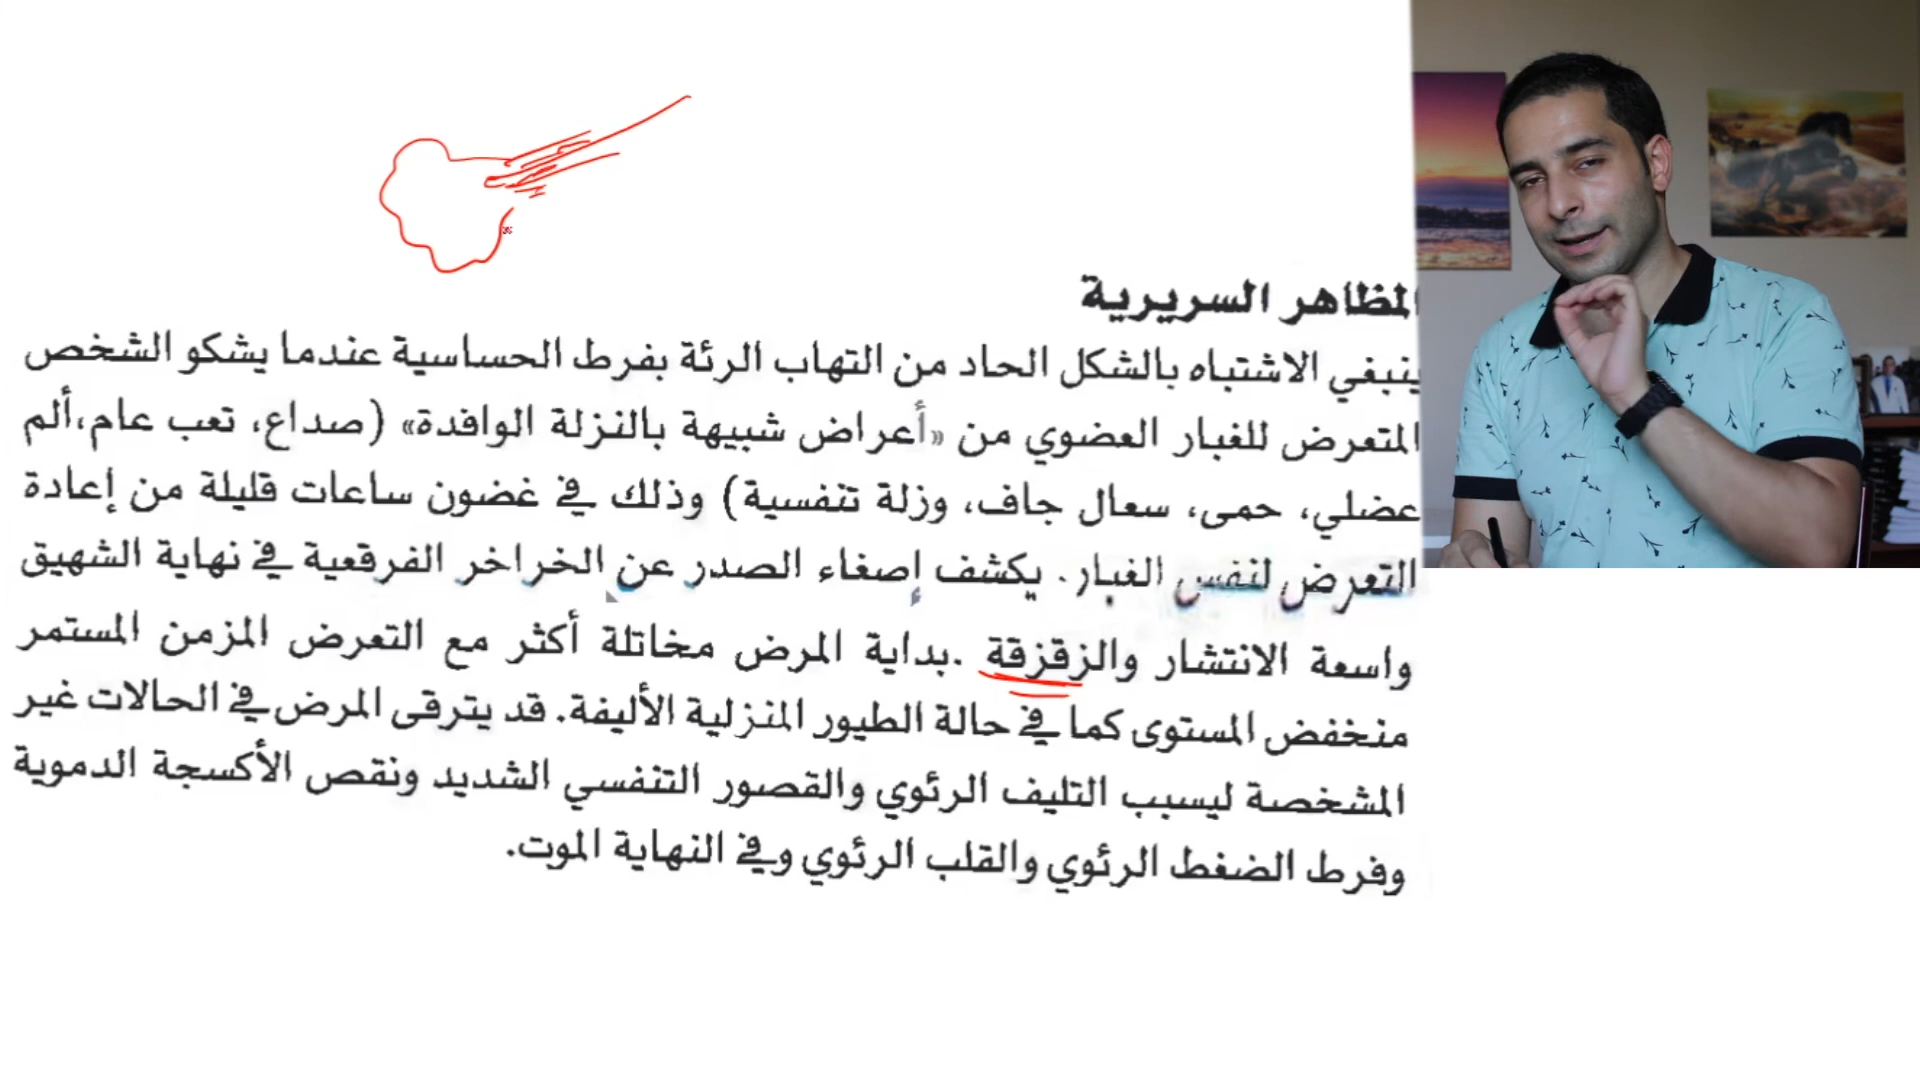 المظاهر السريرية
ينبغي الاشتباه بالشكل الحاد من التهاب الرئة بفرط الحساسية عندما يشكو الشخص
المتعرض للغبار العضوي من «أعراض شبيهة بالنزلة الوافدة» (صداع، تعب عام،ألم
عضلي، حمى، سعال جاف، وزلة تنفسية) وذلك في غضون ساعات قليلة من إعادة
التعرض لنفس الغبار. يكشف إصغاء الصدر عن الخراخر الفرقعية في نهاية الشهيق
واسعة الانتشار والزقزقة .بداية المرض مخاتلة أكثر مع التعرض المزمن المستمر
منخفض المستوى كما في حالة الطيور المنزلية الأليفة. قد يترقى المرض في الحالات غير
المشخصة ليسبب التليف الرئوي والقصور التنفسي الشديد ونقص الأكسجة الدموية
وفرط الضغط الرئوي والقلب الرئوي وفي النهاية الموت.